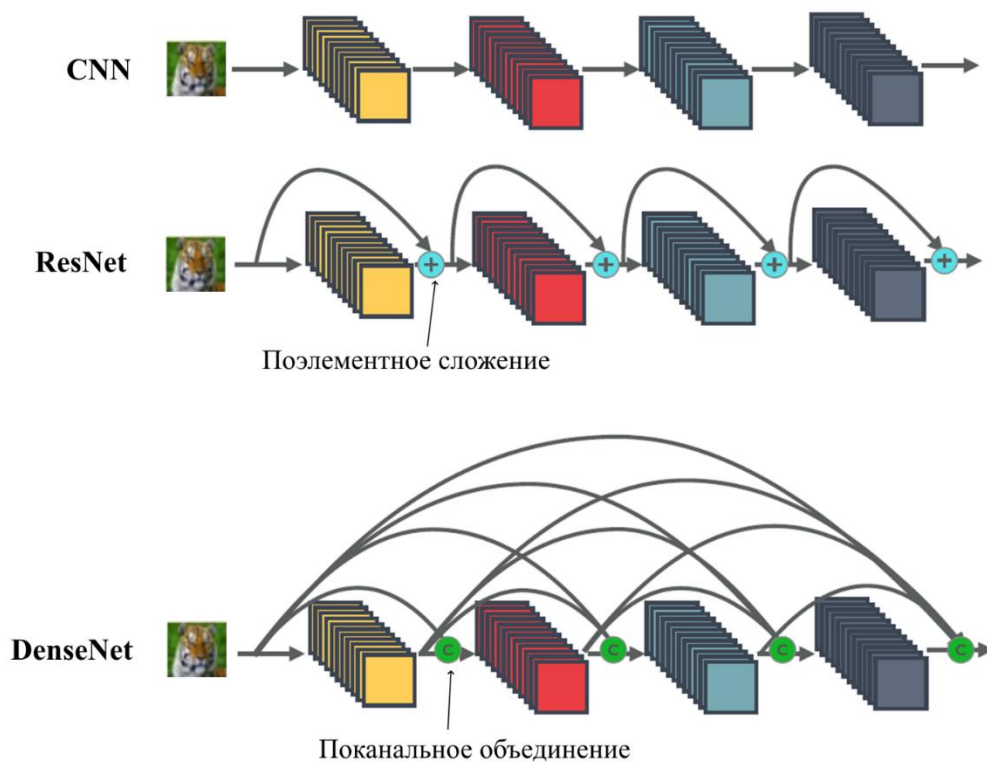 CNN
ResNet
+ + + +
Поэлементное сложение
DenseNet
C C C C
Поканальное объединение